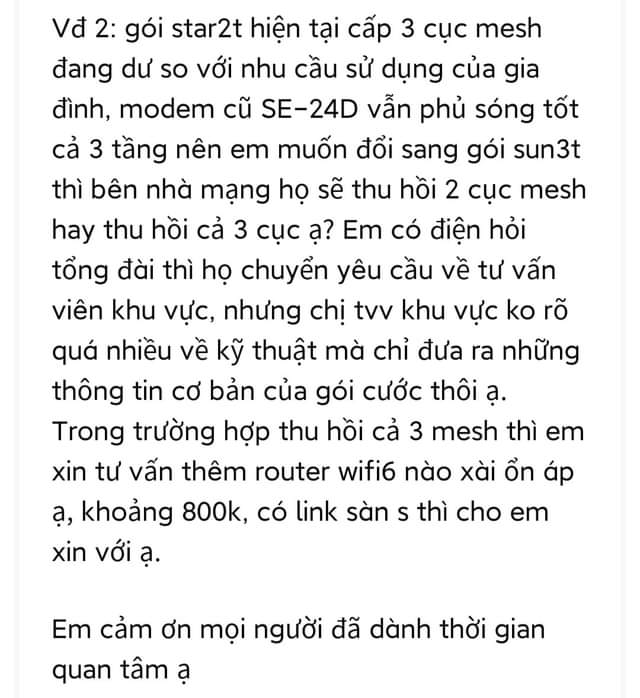 Vđ 2: gói star2t hiện tại cấp 3 cục mesh
đang dư so với nhu cầu sử dụng của gia
đình, modem cũ SE-24D vẫn phủ sóng tốt
cả 3 tầng nên em muốn đổi sang gói sun3t
thì bên nhà mạng họ sẽ thu hồi 2 cục mesh
hay thu hồi cả 3 cục ạ? Em có điện hỏi
tổng đài thì họ chuyển yêu cầu về tư vấn
viên khu vực, nhưng chị tvv khu vực ko rõ
quá nhiều về kỹ thuật mà chỉ đưa ra những
thông tin cơ bản của gói cước thôi ạ.
Trong trường hợp thu hồi cả 3 mesh thì em
xin tư vấn thêm router wifi6 nào xài ổn áp
ạ, khoảng 800k, có link sàn s thì cho em
xin với ạ.
Em cảm ơn mọi người đã dành thời gian
quan tâm ạ